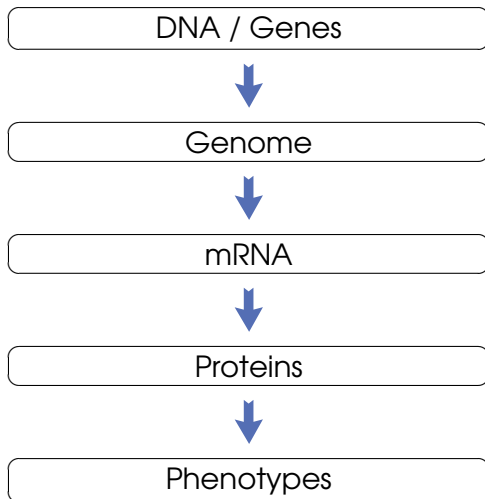 DNA / Genes
Genome
mRNA
Proteins
Phenotypes